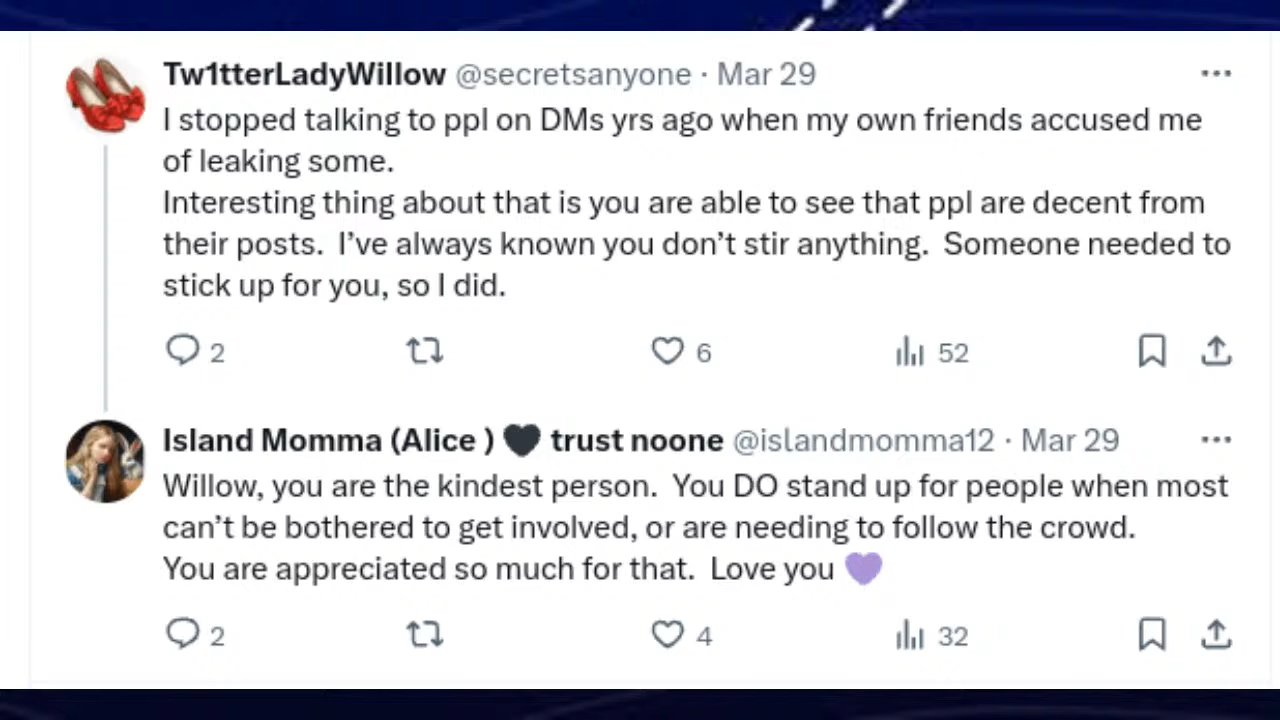 Tw1tterLadyWillow @secretsanyone · Mar 29
I stopped talking to ppl on DMs yrs ago when my own friends accused me
of leaking some.
Interesting thing about that is you are able to see that ppl are decent from
their posts.  I’ve always known you don’t stir anything.  Someone needed to
stick up for you, so I did.
2 6 52
Island Momma (Alice ) 🖤 trust noone @islandmomma12 · Mar 29
Willow, you are the kindest person.  You DO stand up for people when most
can’t be bothered to get involved, or are needing to follow the crowd.
You are appreciated so much for that.  Love you 💜
2 4 32